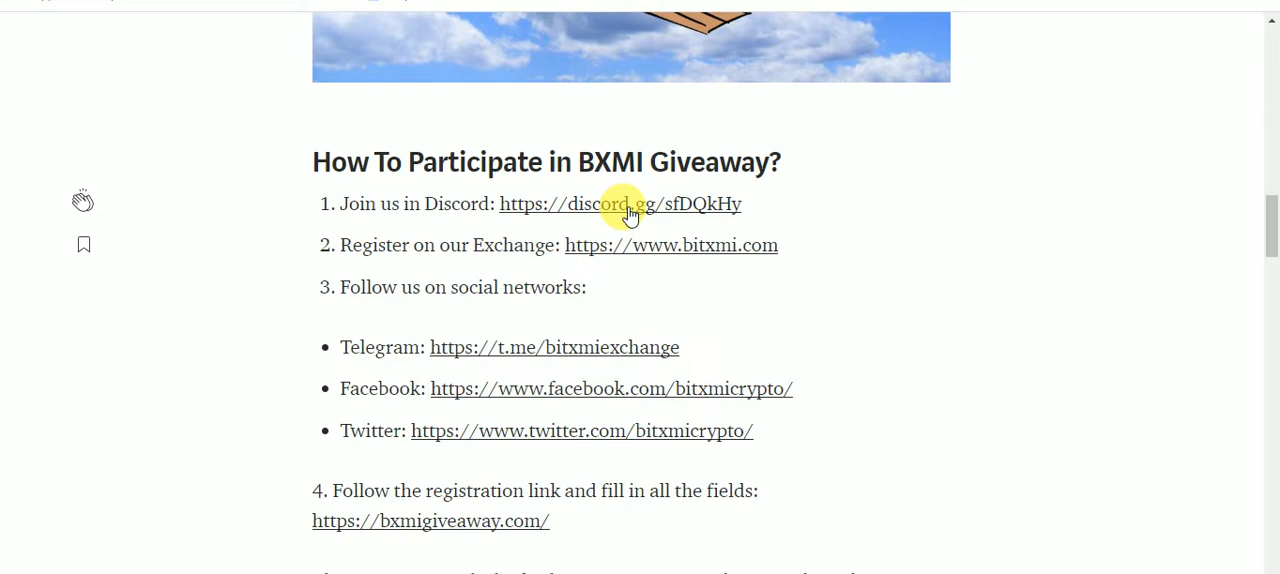 How To Participate in BXMI Giveaway?
1. Join us in Discord: https://discord.gg/sfDQkHy
2. Register on our Exchange: https://www.bitxmi.com
3. Follow us on social networks:
• Telegram: https://t.me/bitxmiexchange
• Facebook: https://www.facebook.com/bitxmicrypto/
• Twitter: https://www.twitter.com/bitxmicrypto/
4. Follow the registration link and fill in all the fields:
https://bxmigiveaway.com/